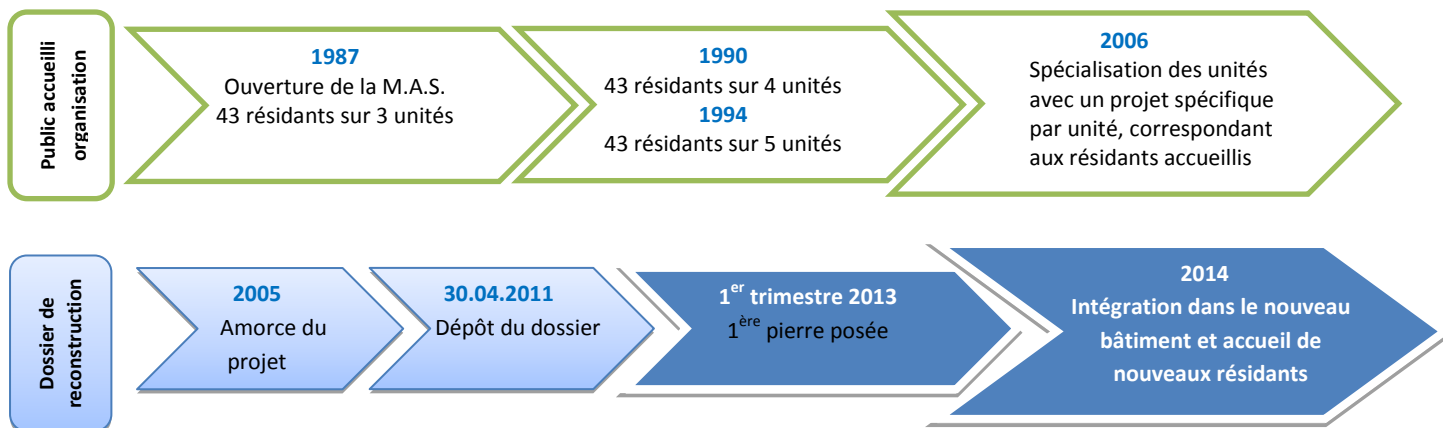 Public accueilli
organisation
1987
Ouverture de la M.A.S.
43 résidants sur 3 unités
1990
43 résidants sur 4 unités
1994
43 résidants sur 5 unités
2006
Spécialisation des unités
avec un projet spécifique
par unité, correspondant
aux résidants accueillis
Dossier de
reconstruction
2005
Amorce du
projet
30.04.2011
Dépôt du dossier
1er trimestre 2013
1ère pierre posée
2014
Intégration dans le nouveau
bâtiment et accueil de
nouveaux résidants